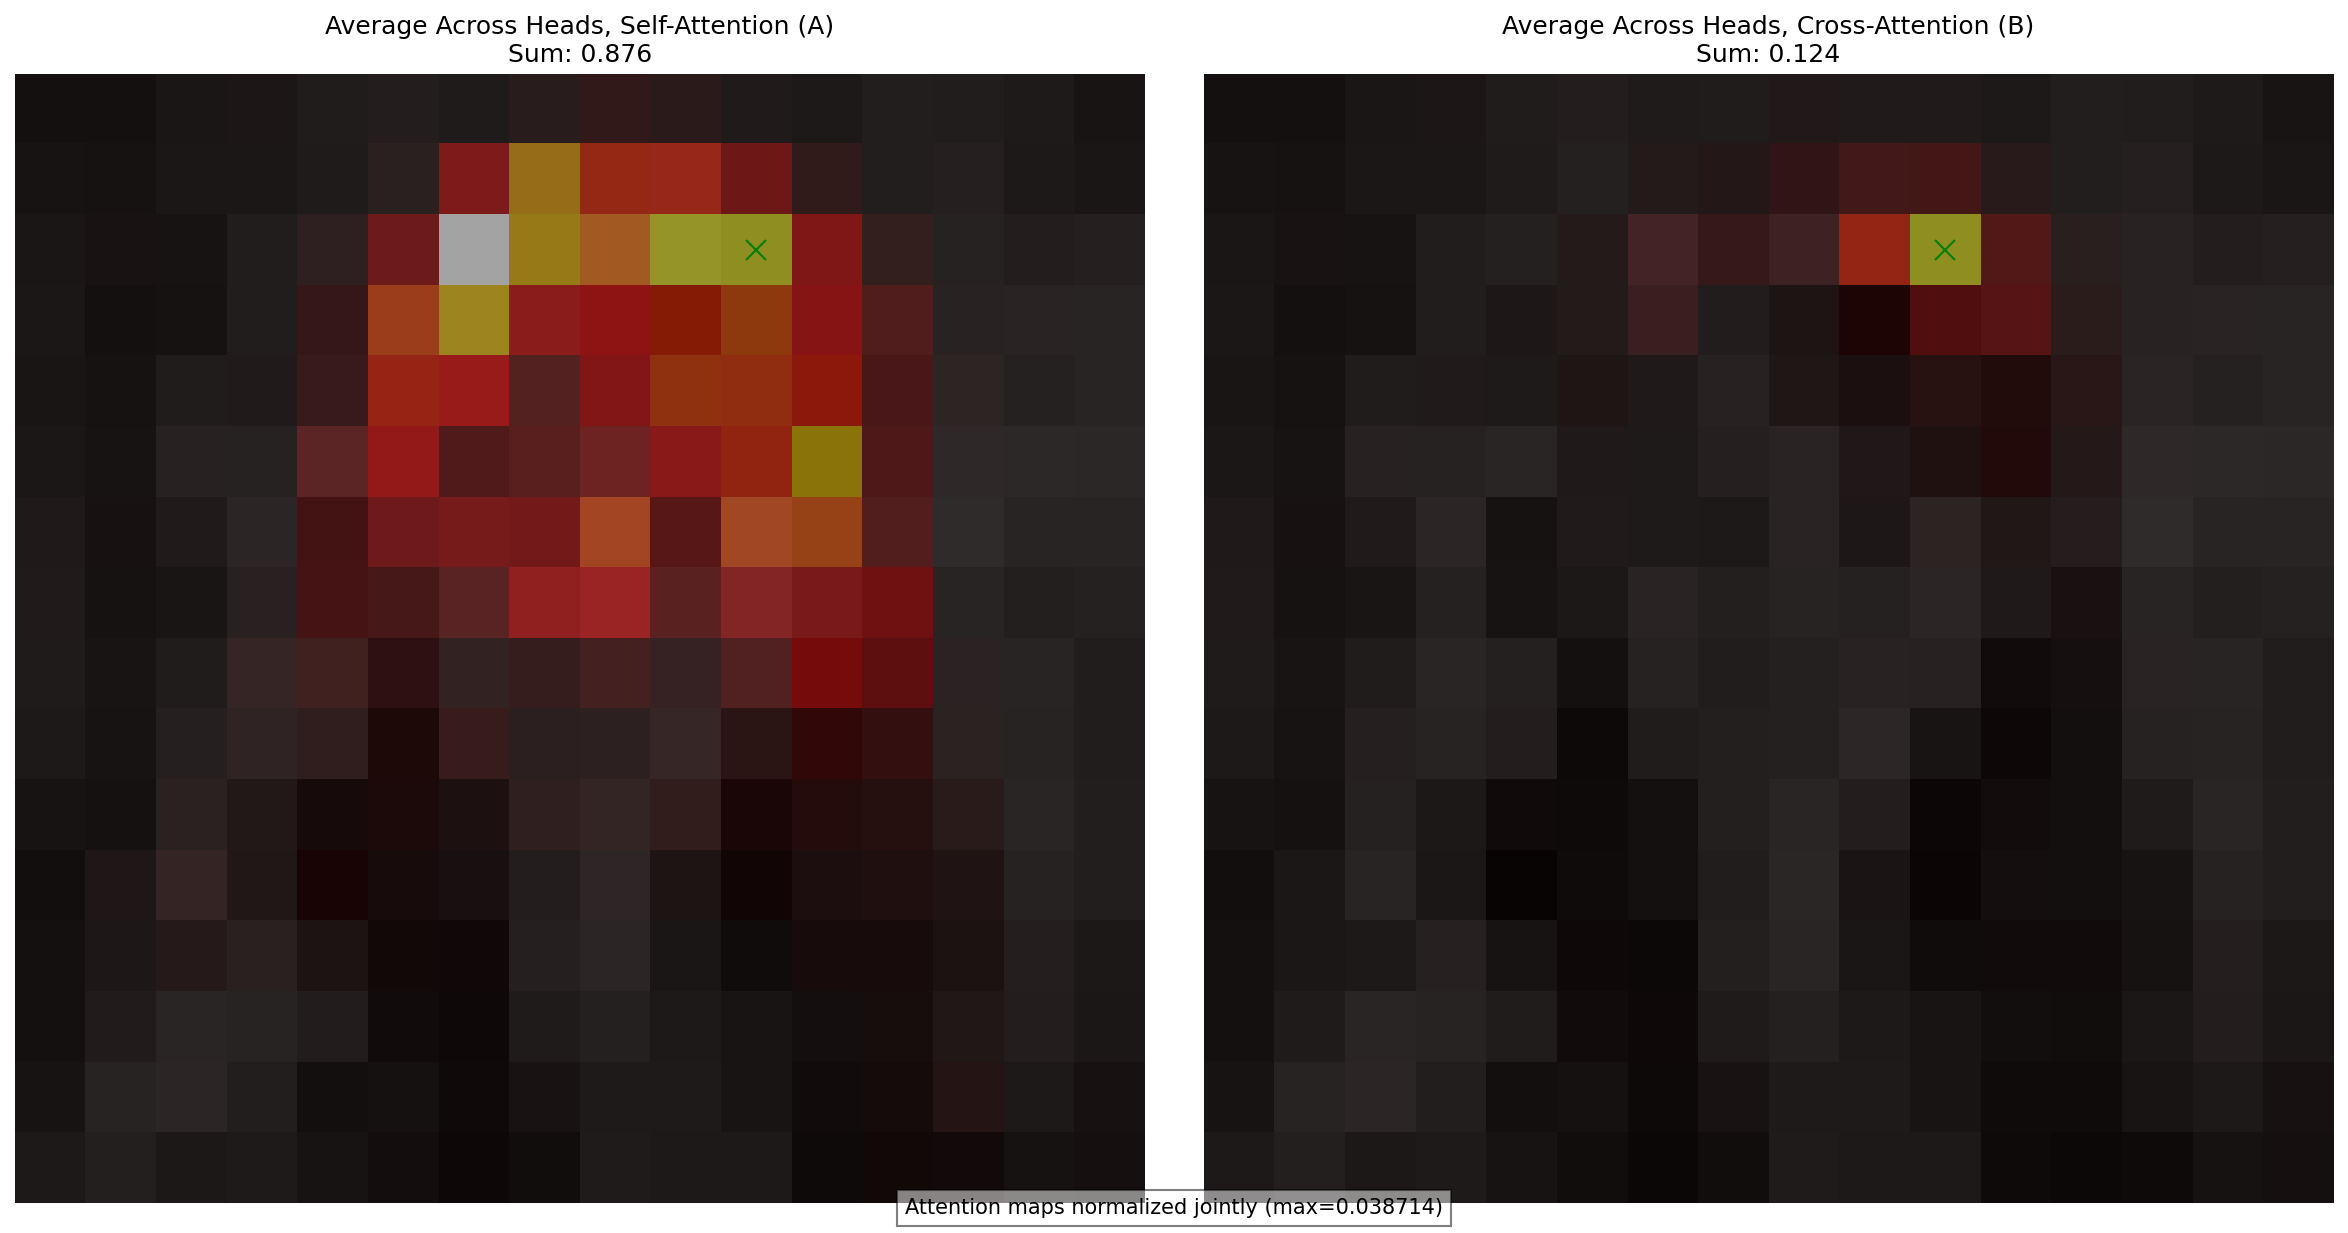 Average Across Heads, Self-Attention (A)
Sum: 0.876
Average Across Heads, Cross-Attention (B)
Sum: 0.124
Attention maps normalized jointly (max=0.038714)